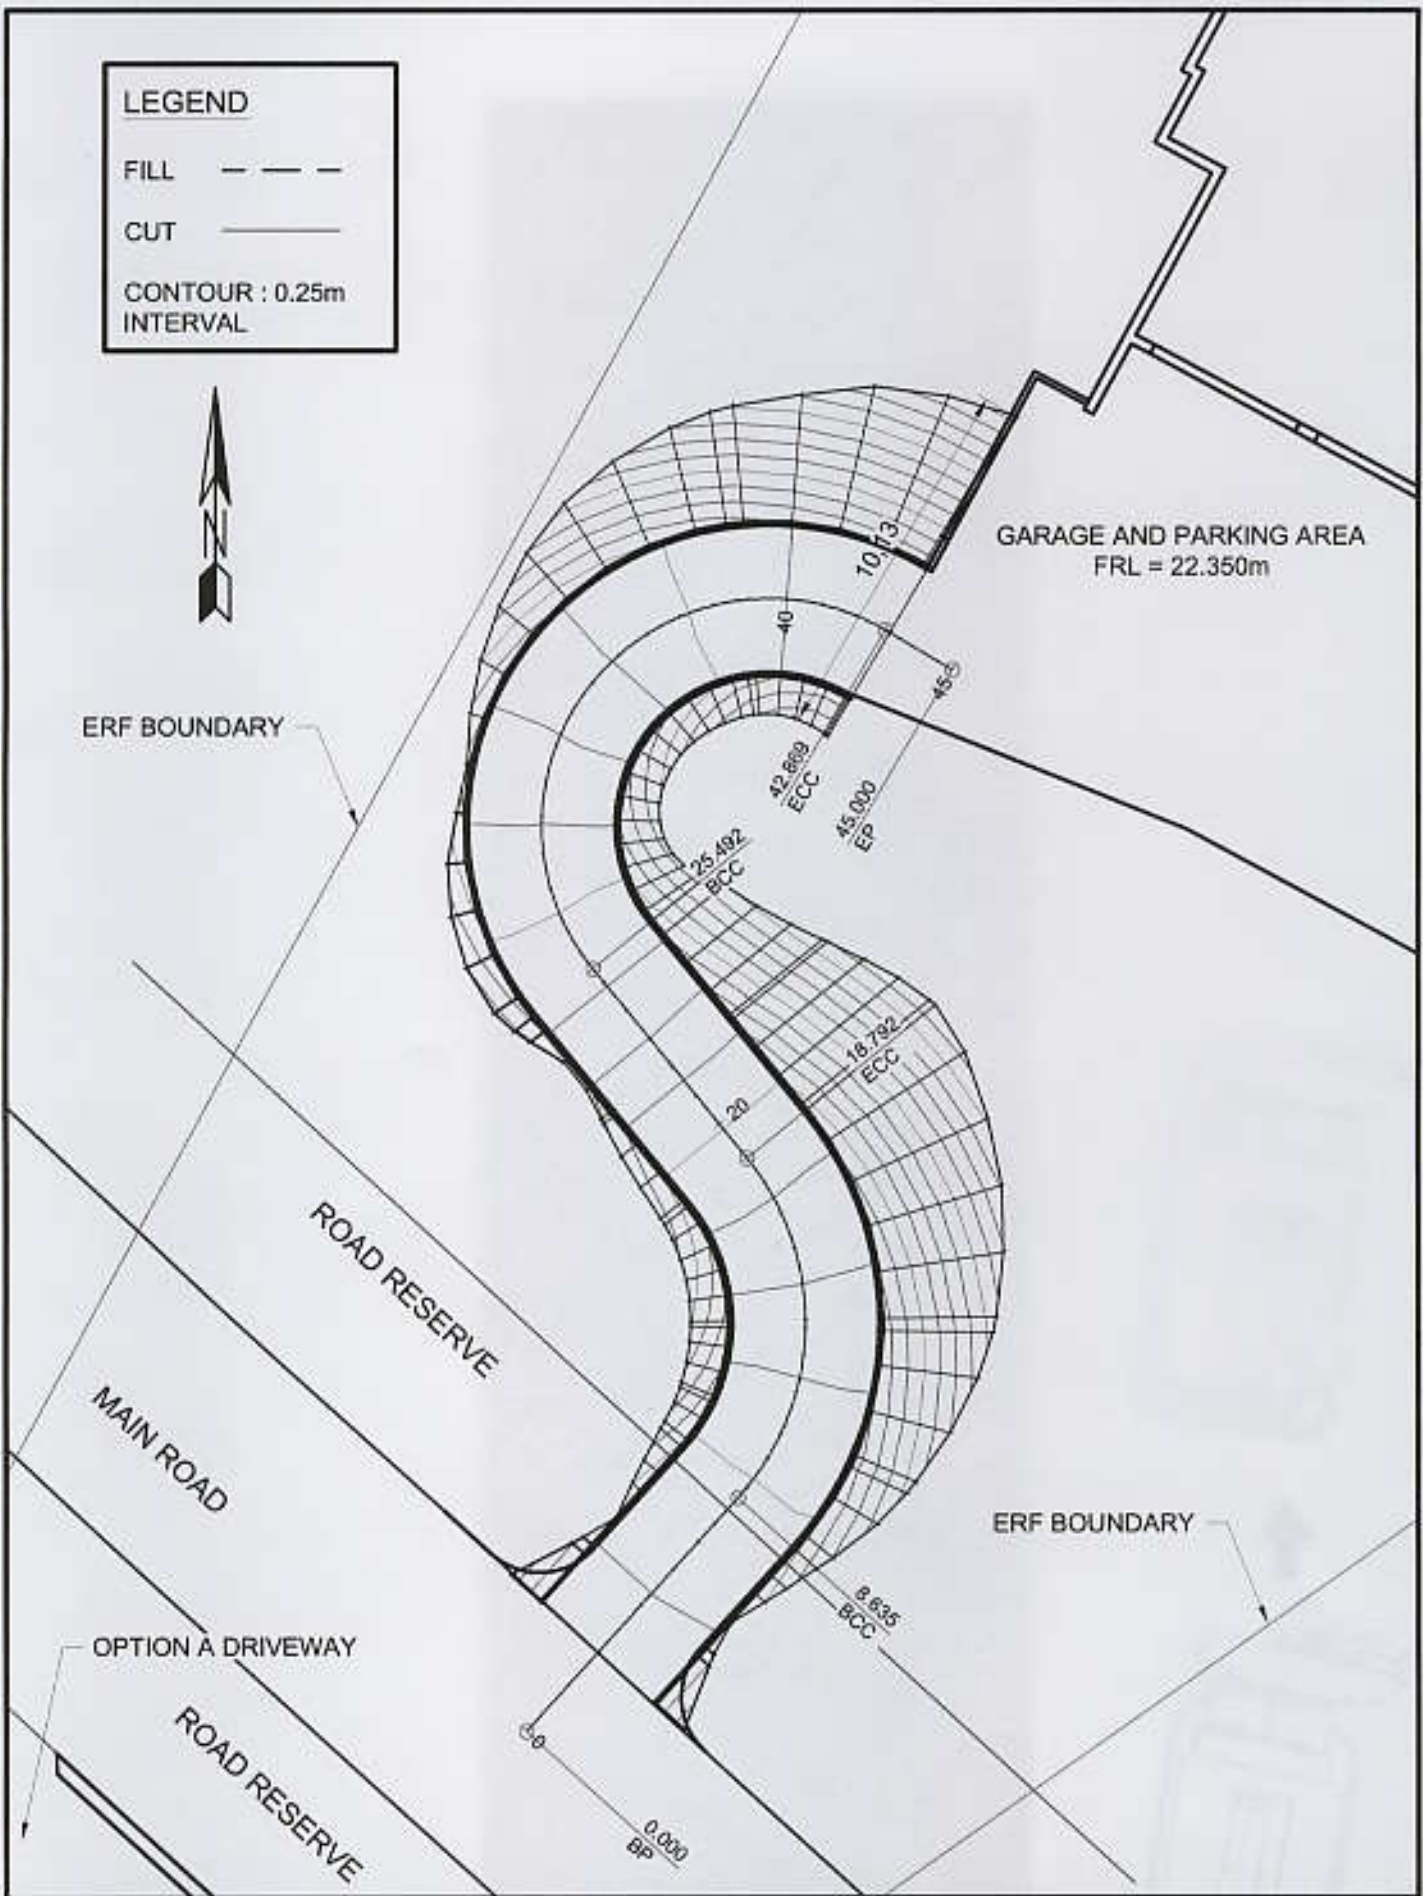 LEGEND
FILL
CUT
CONTOUR : 0.25m
INTERVAL
N
10,13
GARAGE AND PARKING AREA
FRL = 22.350m
40
45
ERF BOUNDARY
42.869
ECC
45.000
EP
25.492
BCC
18.792
ECC
20
ROAD RESERVE
MAIN ROAD
ERF BOUNDARY
8.635
BCC
OPTION A DRIVEWAY
ROAD RESERVE
0
0.000
BP